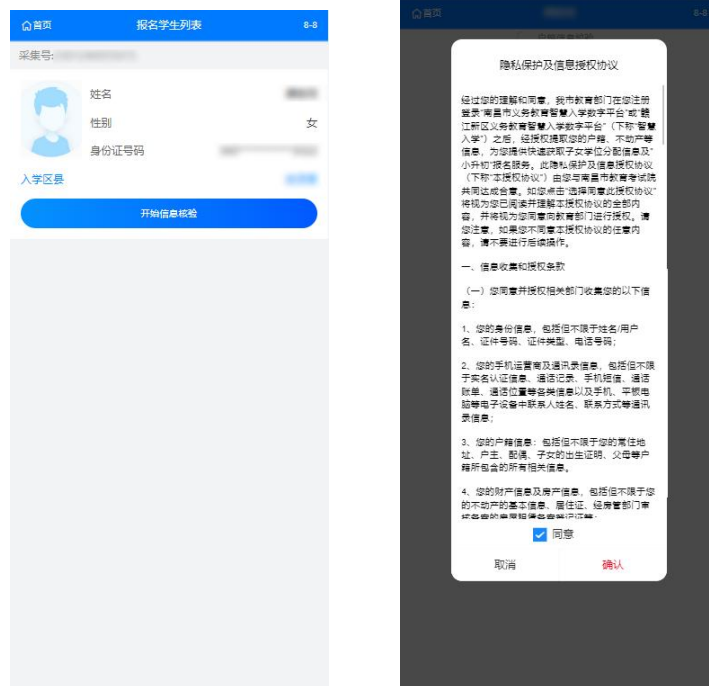 首页
报名学生列表
8-8
采集号:
姓名
性别
女
身份证号码
入学区县
开始信息核验
首页
8-8
隐私保护及信息授权协议
经过您的理解和同意，我市教育部门在您注册
登录“南昌市义务教育智慧入学数字平台”或“赣
江新区义务教育智慧入学数字平台”（下称“智慧
入学”）之后，经授权提取您的户籍、不动产等
信息，为您提供快速获取子女学位分配信息及“
小升初”报名服务。此隐私保护及信息授权协议
（下称“本授权协议”）由您与南昌市教育考试院
共同达成合意。如您点击“选择同意此授权协议”
将视为您已阅读并理解本授权协议的全部内
容，并将视为您同意向教育部门进行授权。请
您注意，如果您不同意本授权协议的任意内
容，请不要进行后续操作。
一、信息收集和授权条款
（一）您同意并授权相关部门收集您的以下信
息：
1、您的身份信息，包括但不限于姓名/用户
名、证件号码、证件类型、电话号码；
2、您的手机运营商及通讯录信息，包括但不限
于实名认证信息、通话记录、手机短信、通话
账单、通话位置等各类信息以及手机、平板电
脑等电子设备中联系人姓名、联系方式等通讯
录信息；
3、您的户籍信息：包括但不限于您的常住地
址、户主、配偶、子女的出生证明、父母等户
籍所包含的所有相关信息。
4、您的财产信息及房产信息，包括但不限于您
的不动产的基本信息、居住证、经房管部门审
核备案的房屋租赁备案登记证等；
同意
取消
确认